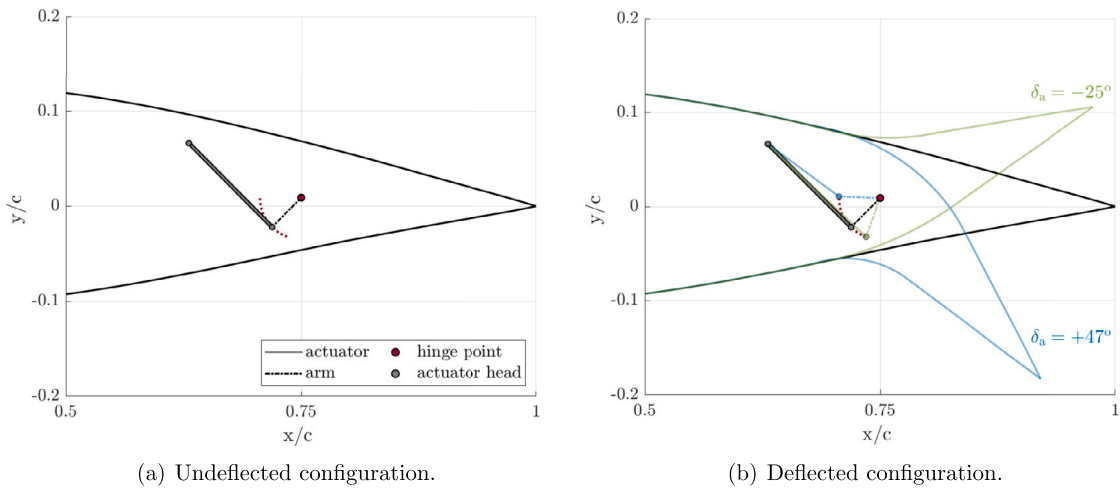 0.2
0.1
0
-0.1
-0.2
y/c
0.5
0.75
1
x/c
actuator
arm
hinge point
actuator head
(a) Undeflected configuration.
0.2
0.1
0
-0.1
-0.2
y/c
0.5
0.75
1
x/c
δₐ = −25°
δₐ = +47°
(b) Deflected configuration.